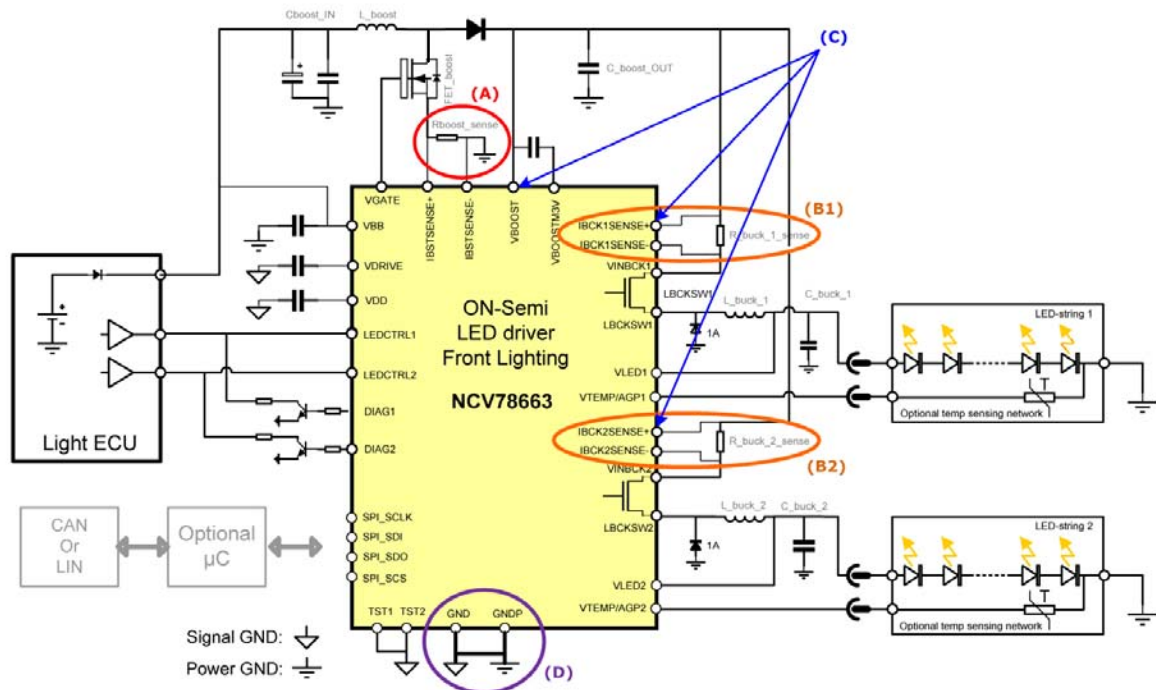 Cboost_IN
L_boost
(C)
C_boost_OUT
FET_boost
(A)
Rboost_sense
VGATE
IBSTSENSE+
IBSTSENSE-
VBOOST
VBOOSTM3V
(B1)
VBB
IBCK1SENSE+
R_buck_1_sense
IBCK1SENSE-
VDRIVE
VINBCK1
VDD
LBCKSW1
L_buck_1
C_buck_1
ON-Semi
LED driver
Front Lighting
NCV78663
LBCKSW1
1A
LED-string 1
LEDCTRL1
LEDCTRL2
VLED1
VTEMP/AGP1
T
Optional temp sensing network
DIAG1
DIAG2
Light ECU
IBCK2SENSE+
R_buck_2_sense
IBCK2SENSE-
(B2)
VINBCK2
L_buck_2
C_buck_2
CAN
Or
LIN
Optional
µC
SPI_SCLK
SPI_SDI
SPI_SDO
SPI_SCS
LBCKSW2
1A
LED-string 2
VLED2
VTEMP/AGP2
T
Optional temp sensing network
TST1
TST2
GND
GNDP
Signal GND:
Power GND:
(D)